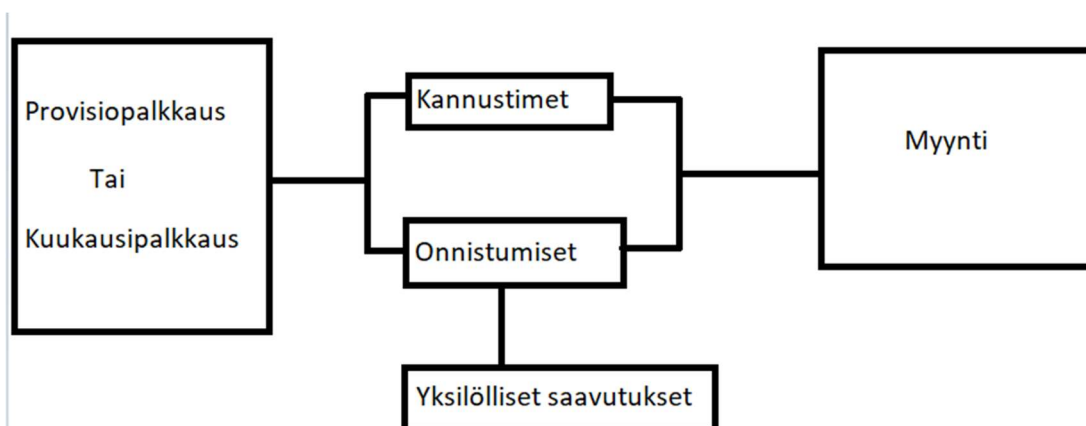 Provisiopalkkaus
Tai
Kuukausipalkkaus
Kannustimet
Onnistumiset
Yksilölliset saavutukset
Myynti